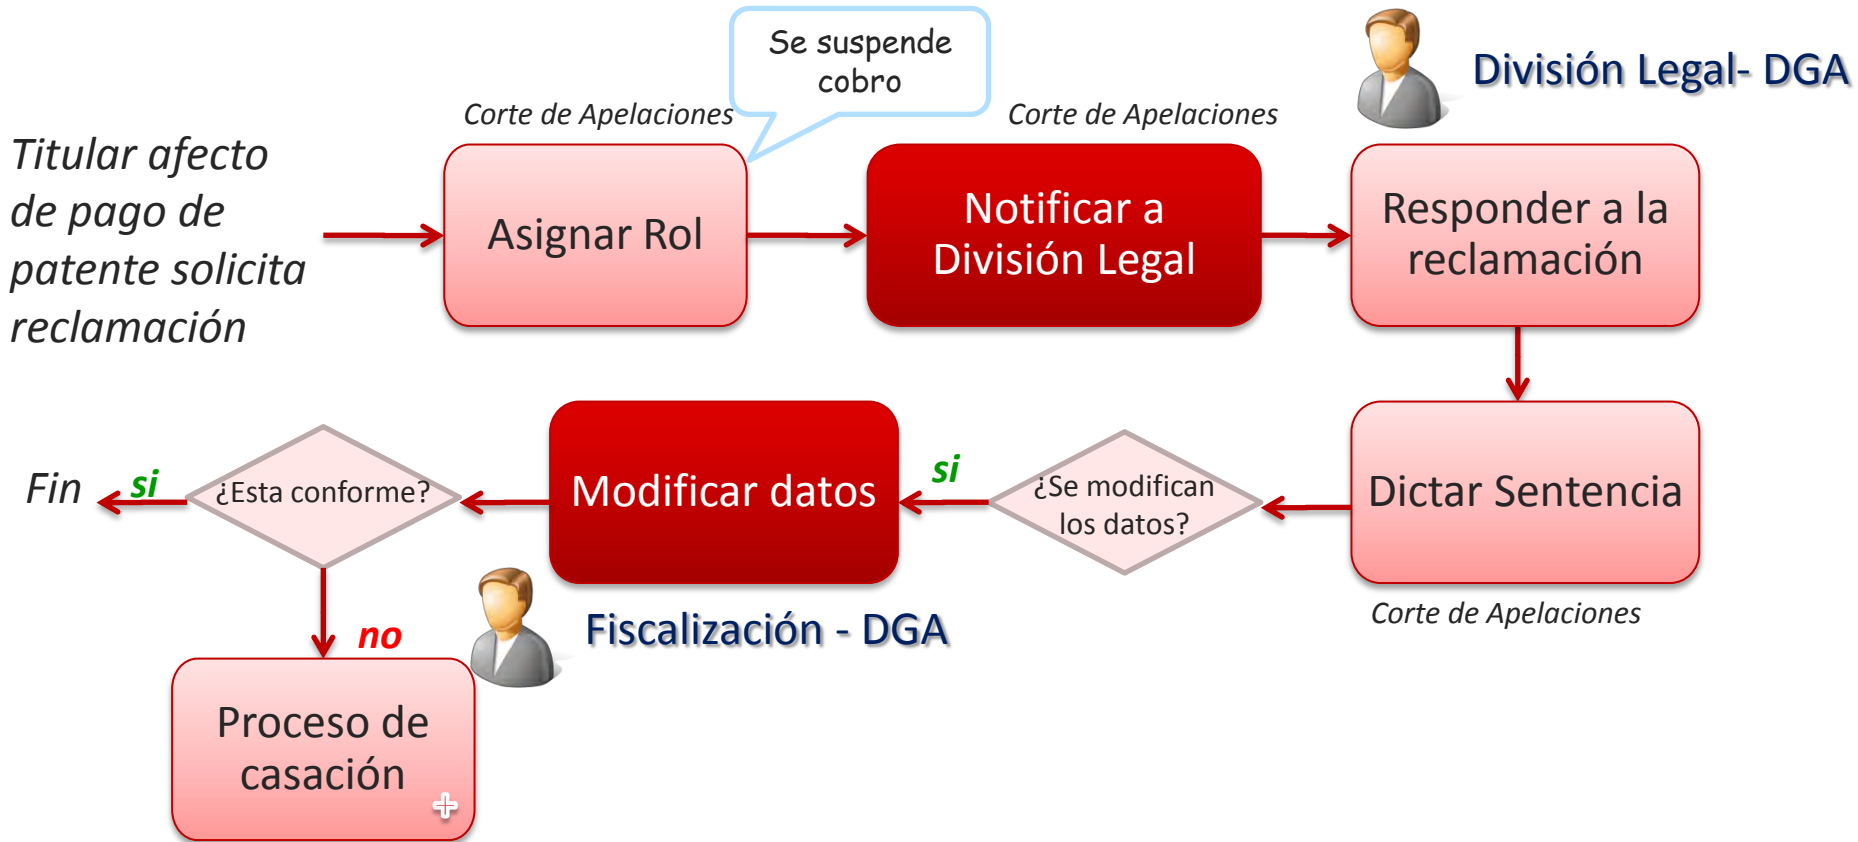 Se suspende
cobro
División Legal- DGA
Corte de Apelaciones
Corte de Apelaciones
Titular afecto
de pago de
patente solicita
reclamación
Asignar Rol
Notificar a
División Legal
Responder a la
reclamación
Fin
si
¿Esta conforme?
Modificar datos
si
¿Se modifican
los datos?
Dictar Sentencia
Corte de Apelaciones
no
Fiscalización - DGA
Proceso de
casación